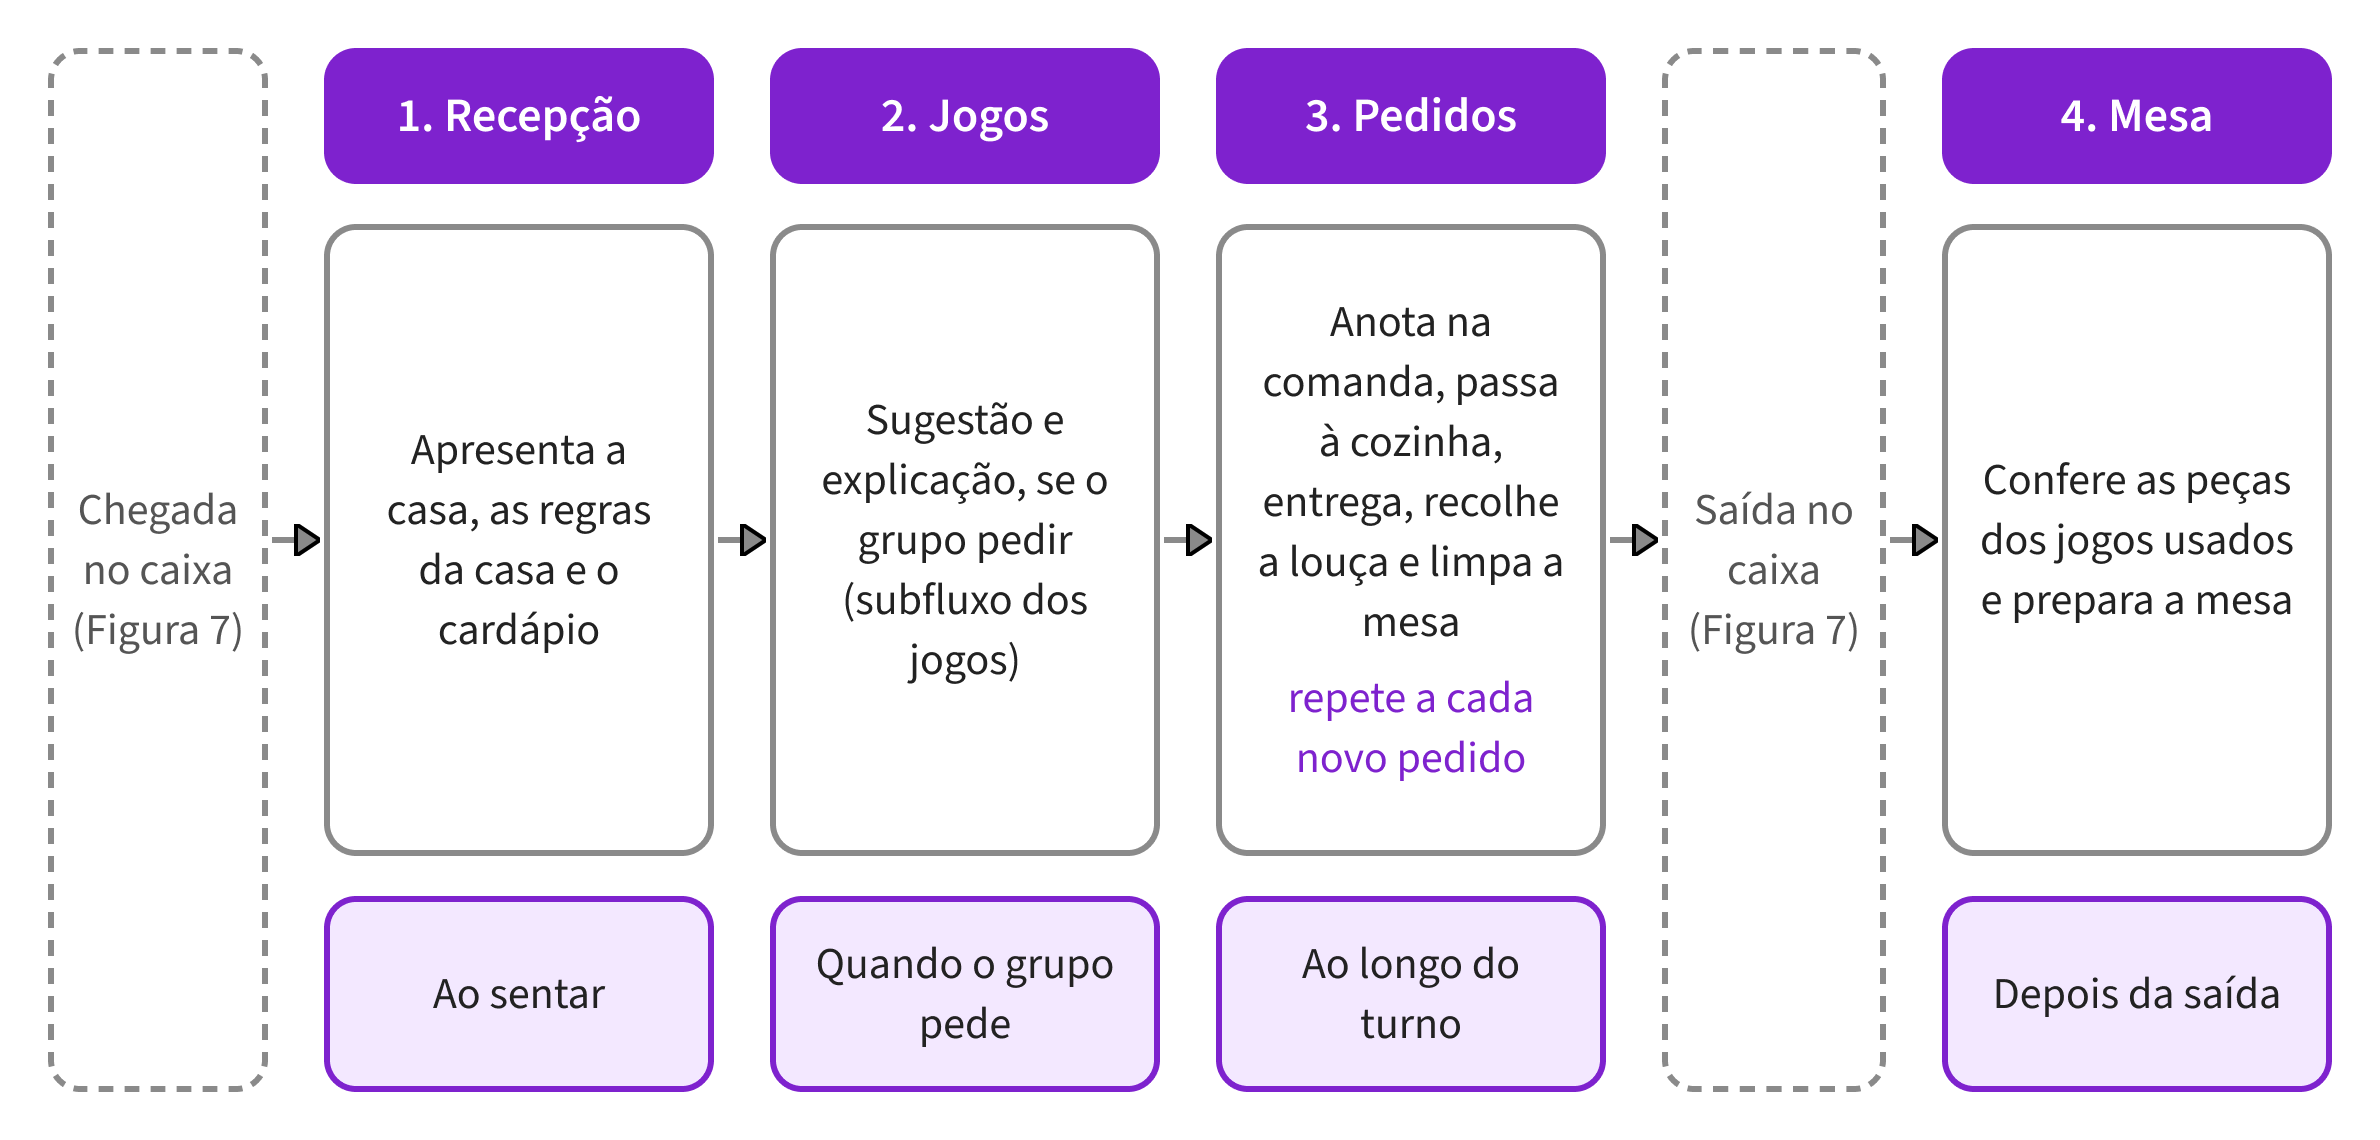 Chegada
no caixa
(Figura 7)
1. Recepção
Apresenta a
casa, as regras
da casa e o
cardápio
Ao sentar
2. Jogos
Sugestão e
explicação, se o
grupo pedir
(subfluxo dos
jogos)
Quando o grupo
pede
3. Pedidos
Anota na
comanda, passa
à cozinha,
entrega, recolhe
a louça e limpa a
mesa
repete a cada
novo pedido
Ao longo do
turno
Saída no
caixa
(Figura 7)
4. Mesa
Confere as peças
dos jogos usados
e prepara a mesa
Depois da saída